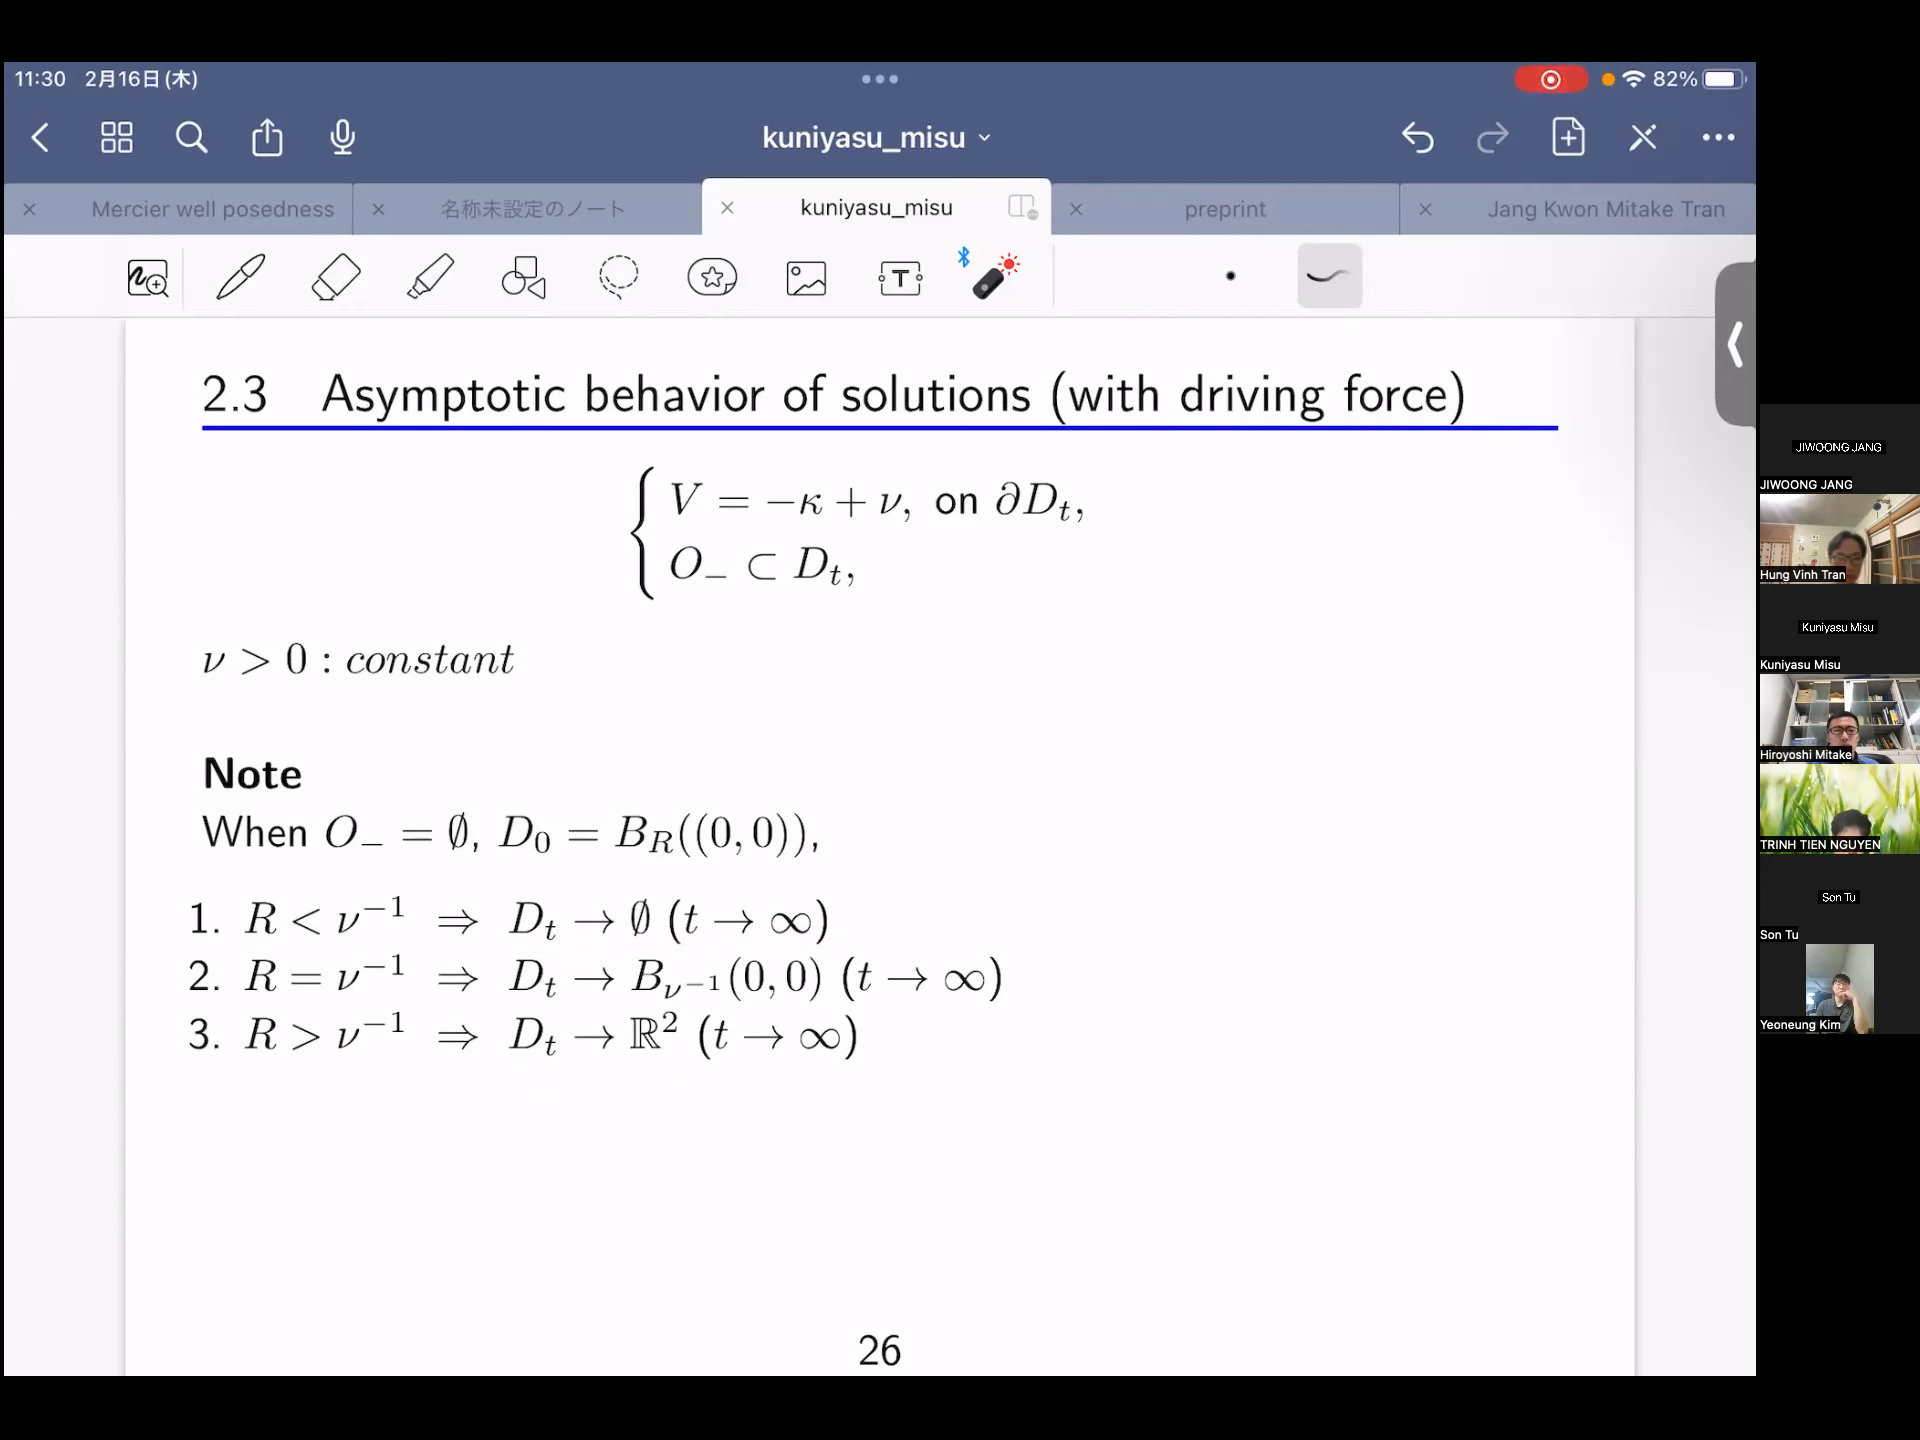 11:30 2月16日(木)
82%
kuniyasu_misu
Mercier well posedness
名称未設定のノート
kuniyasu_misu
preprint
Jang Kwon Mitake Tran
T
2.3 Asymptotic behavior of solutions (with driving force)
V = −κ + ν, on ∂D_t,
O_− ⊂ D_t,
ν > 0 : constant
Note
When O_− = ∅, D_0 = B_R((0, 0)),
1. R < ν^{−1} ⇒ D_t → ∅ (t → ∞)
2. R = ν^{−1} ⇒ D_t → B_{ν^{−1}}(0, 0) (t → ∞)
3. R > ν^{−1} ⇒ D_t → ℝ² (t → ∞)
26
JIWOONG JANG
JIWOONG JANG
Hung Vinh Tran
Kuniyasu Misu
Kuniyasu Misu
Hiroyoshi Mitake
TRINH TIEN NGUYEN
Son Tu
Son Tu
Yeoneung Kim